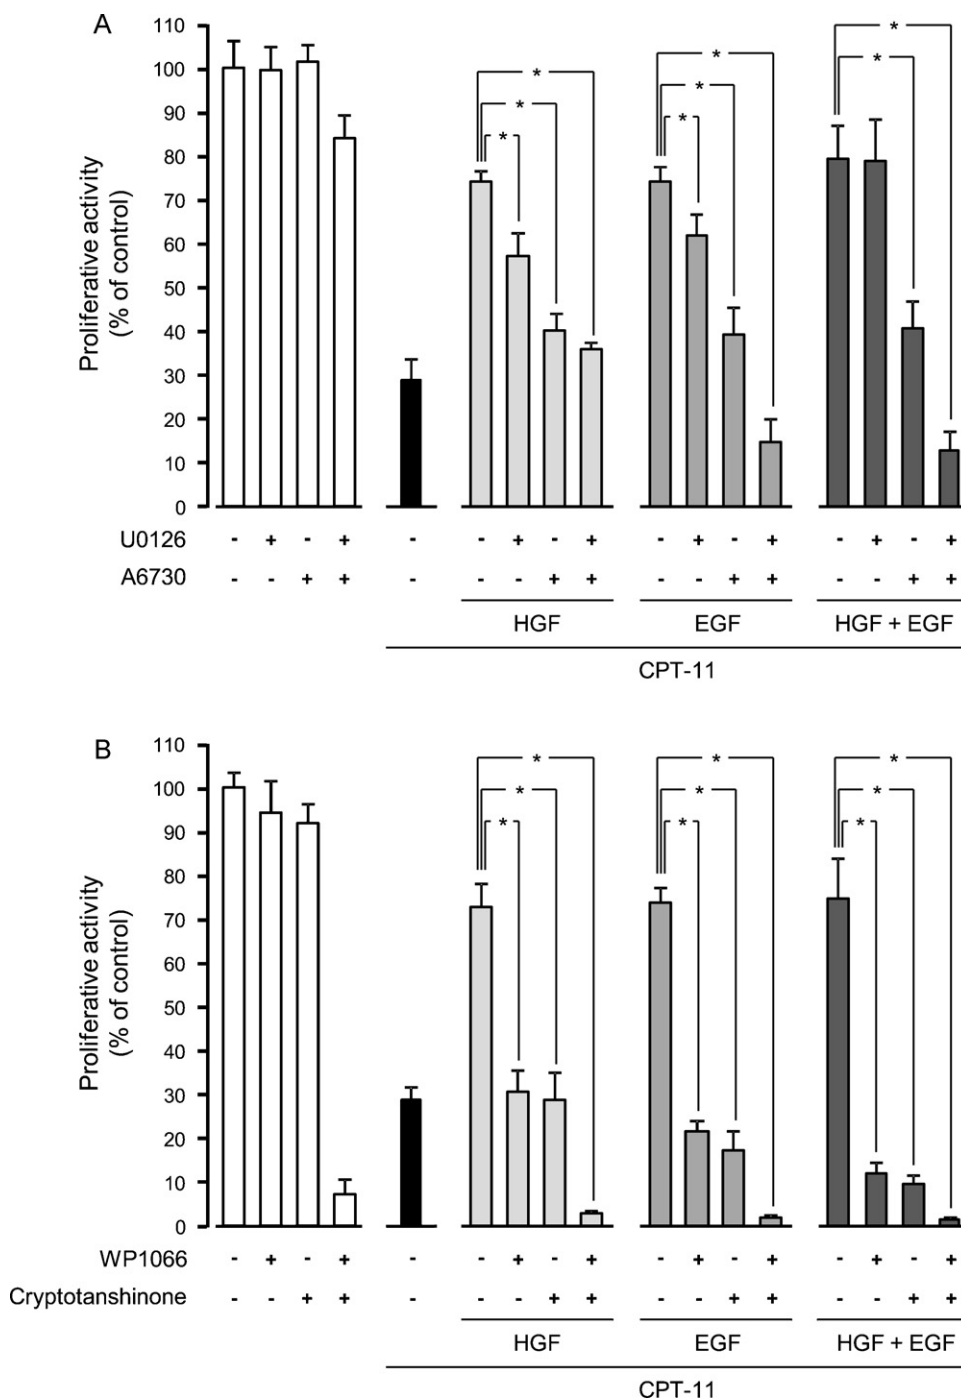 A
110
100
90
80
70
60
50
40
30
20
10
0
Proliferative activity
(% of control)
* * *
* * *
* *
U0126 - + - + - - + - + - + - + - + - +
A6730 - - + + - - - + + - - + + - - + +
HGF EGF HGF + EGF
CPT-11
B
110
100
90
80
70
60
50
40
30
20
10
0
Proliferative activity
(% of control)
* * *
* * *
* * *
WP1066 - + - + - - + - + - + - + - + - +
Cryptotanshinone - - + + - - - + + - - + + - - + +
HGF EGF HGF + EGF
CPT-11